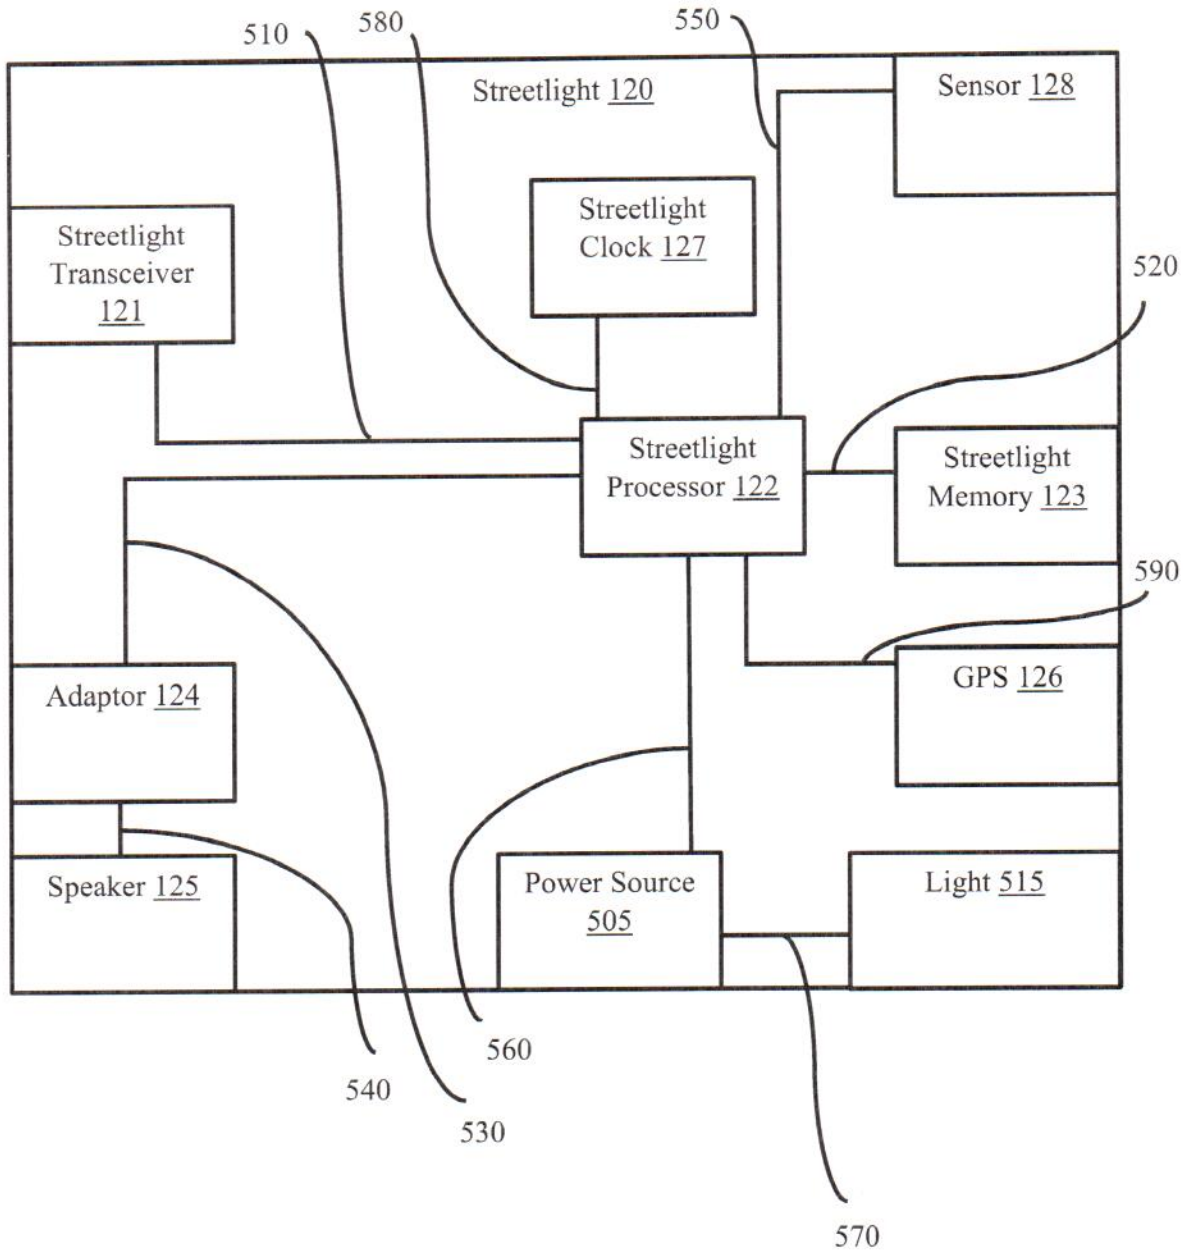 510
580
550
Streetlight 120
Sensor 128
Streetlight
Clock 127
Streetlight
Transceiver
121
520
Streetlight
Processor 122
Streetlight
Memory 123
590
Adaptor 124
GPS 126
Speaker 125
Power Source
505
Light 515
560
540
530
570